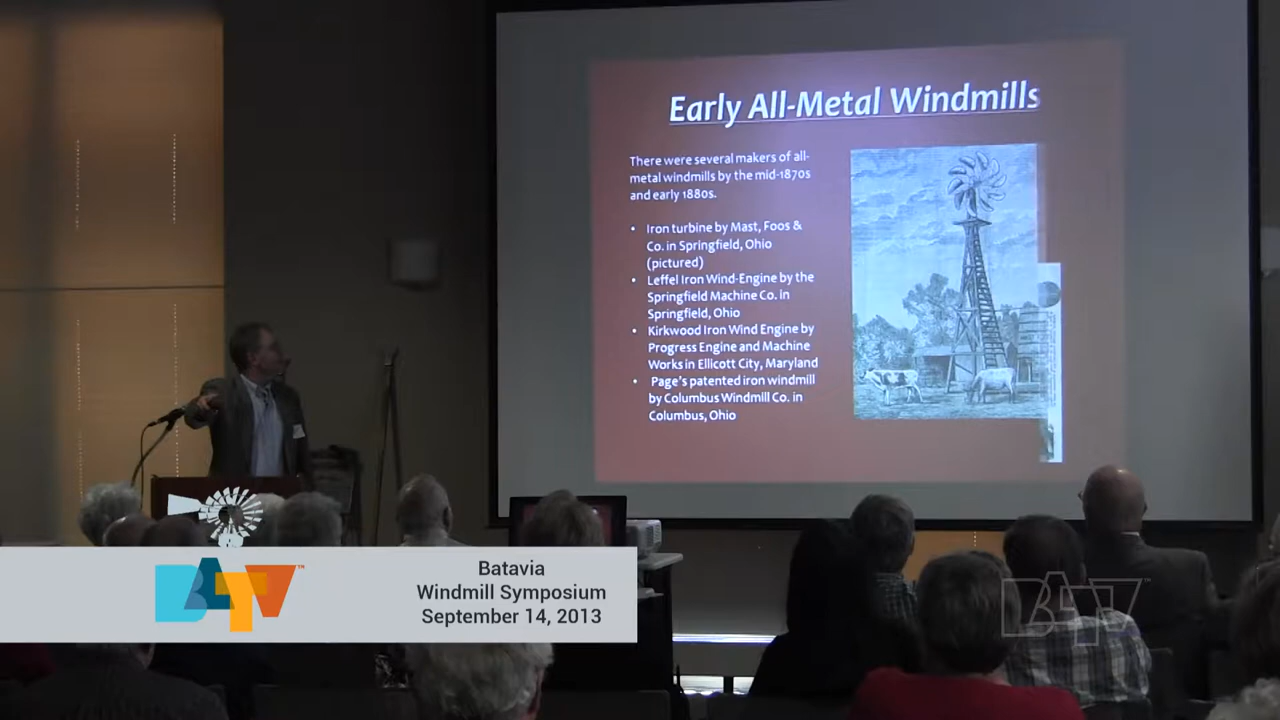 Early All-Metal Windmills
There were several makers of all-
metal windmills by the mid-1870s
and early 1880s.
• Iron turbine by Mast, Foos &
Co. in Springfield, Ohio
(pictured)
• Leffel Iron Wind-Engine by the
Springfield Machine Co. in
Springfield, Ohio
• Kirkwood Iron Wind Engine by
Progress Engine and Machine
Works in Ellicott City, Maryland
• Page's patented iron windmill
by Columbus Windmill Co. in
Columbus, Ohio
BATV™
Batavia
Windmill Symposium
September 14, 2013
BATV™